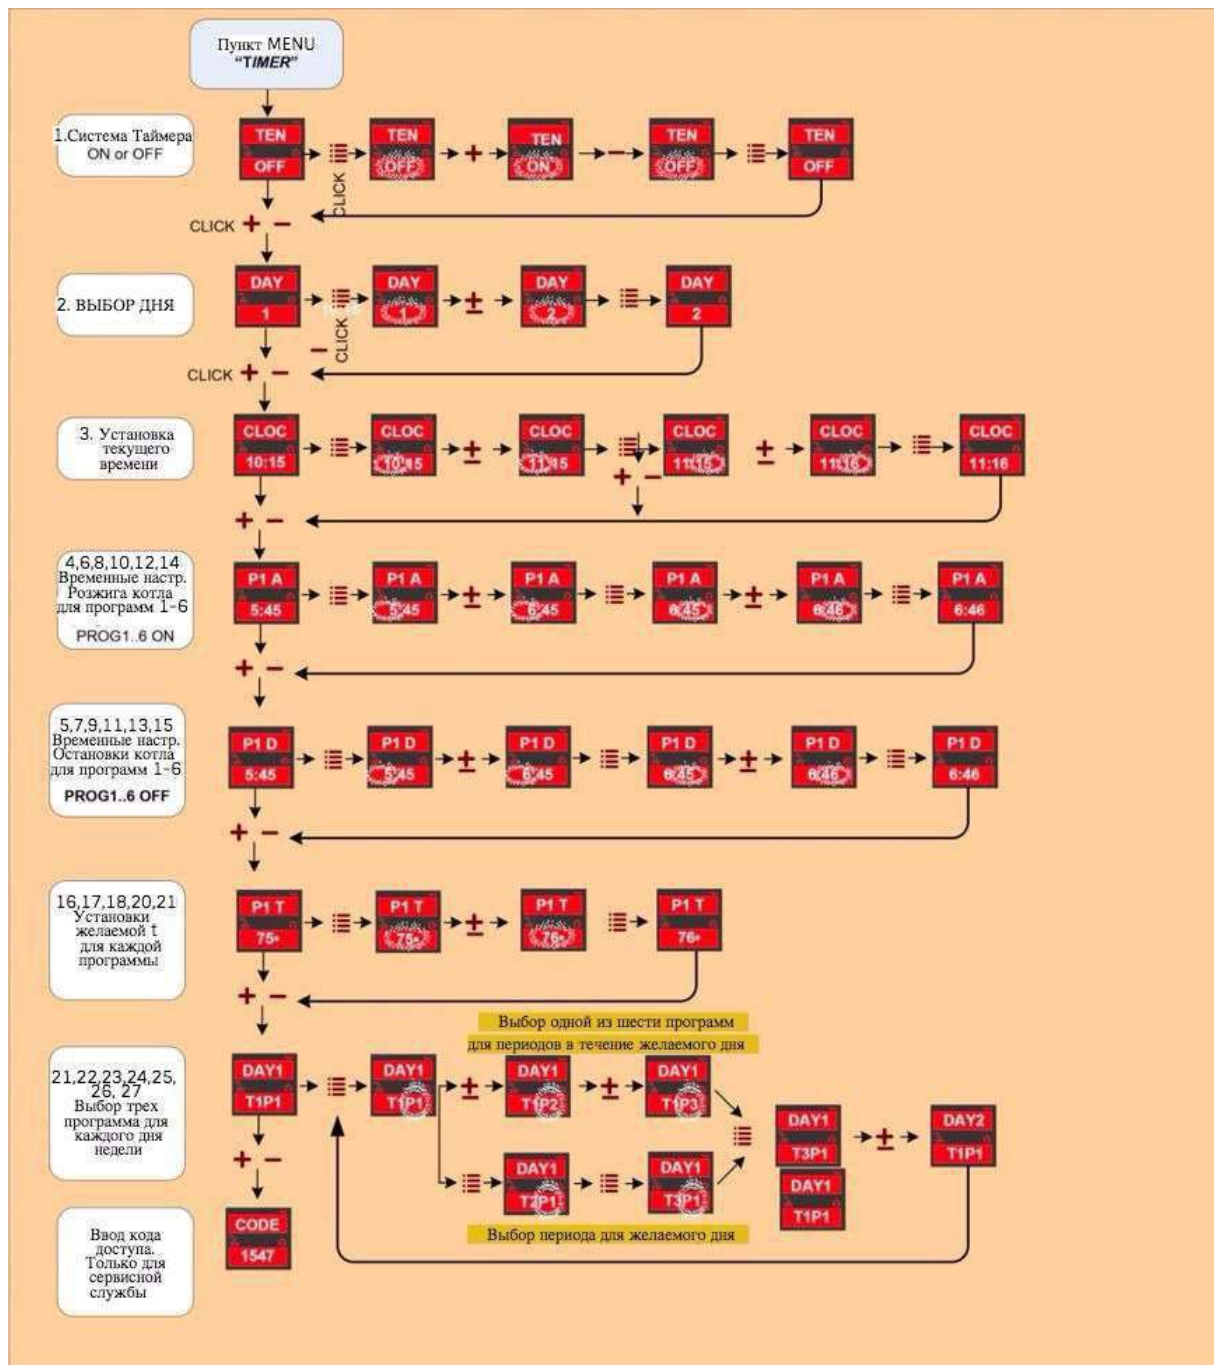 Пункт MENU
“TIMER”
1.Система Таймера
ON or OFF
TEN
OFF
TEN
OFF
+
TEN
ON
−
TEN
OFF
TEN
OFF
CLICK
CLICK + −
2. ВЫБОР ДНЯ
DAY
1
DAY
1
±
DAY
2
DAY
2
−
CLICK
CLICK + −
3. Установка
текущего
времени
CLOC
10:15
CLOC
10:15
±
CLOC
11:15
CLOC
11:15
±
CLOC
11:16
CLOC
11:16
+ −
+ −
4,6,8,10,12,14
Временные настр.
Розжига котла
для программ 1-6
PROG1..6 ON
P1 A
5:45
P1 A
5:45
±
P1 A
6:45
P1 A
6:45
±
P1 A
6:46
P1 A
6:46
+ −
5,7,9,11,13,15
Временные настр.
Остановки котла
для программ 1-6
PROG1..6 OFF
P1 D
5:45
P1 D
5:45
±
P1 D
6:45
P1 D
6:45
±
P1 D
6:46
P1 D
6:46
+ −
16,17,18,20,21
Установки
желаемой t
для каждой
программы
P1 T
75°
P1 T
75°
±
P1 T
76°
P1 T
76°
+ −
Выбор одной из шести программ
для периодов в течение желаемого дня
21,22,23,24,25,
26, 27
Выбор трех
программа для
каждого дня
недели
DAY1
T1P1
DAY1
T1P1
±
DAY1
T1P2
±
DAY1
T1P3
DAY1
T2P1
DAY1
T3P1
DAY1
T3P1
DAY1
T1P1
±
DAY2
T1P1
+ −
Выбор периода для желаемого дня
Ввод кода
доступа.
Только для
сервисной
службы
CODE
1547